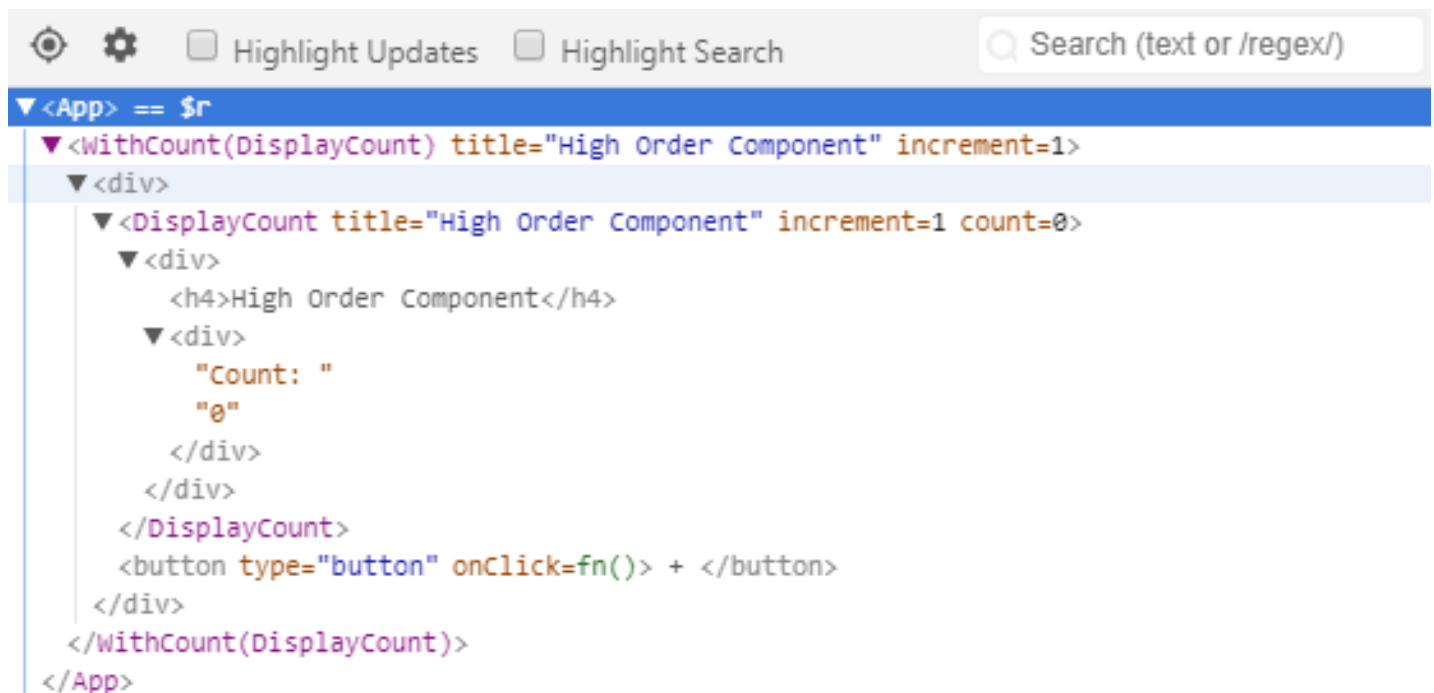 Highlight Updates Highlight Search Search (text or /regex/)
▼<App> == $r
▼<WithCount(DisplayCount) title="High Order Component" increment=1>
▼<div>
▼<DisplayCount title="High Order Component" increment=1 count=0>
▼<div>
<h4>High Order Component</h4>
▼<div>
"Count: "
"0"
</div>
</div>
</DisplayCount>
<button type="button" onClick=fn()> + </button>
</div>
</WithCount(DisplayCount)>
</App>